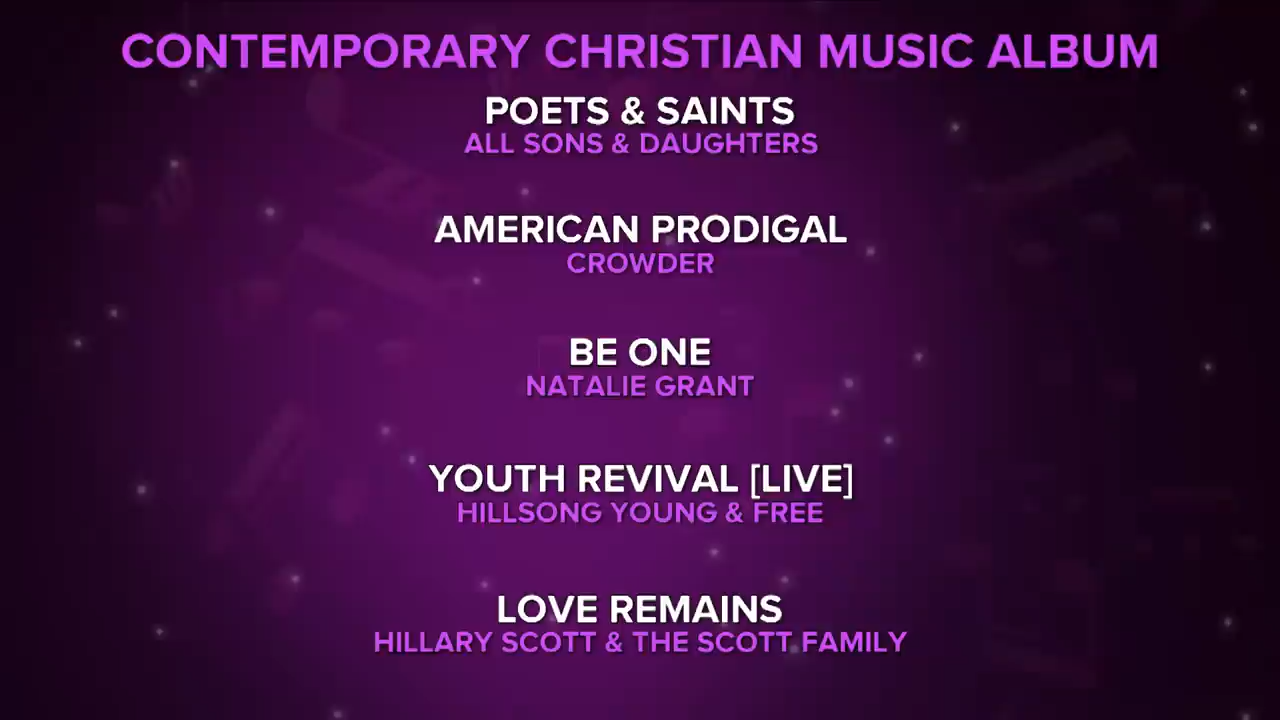 CONTEMPORARY CHRISTIAN MUSIC ALBUM
POETS & SAINTS
ALL SONS & DAUGHTERS
AMERICAN PRODIGAL
CROWDER
BE ONE
NATALIE GRANT
YOUTH REVIVAL [LIVE]
HILLSONG YOUNG & FREE
LOVE REMAINS
HILLARY SCOTT & THE SCOTT FAMILY